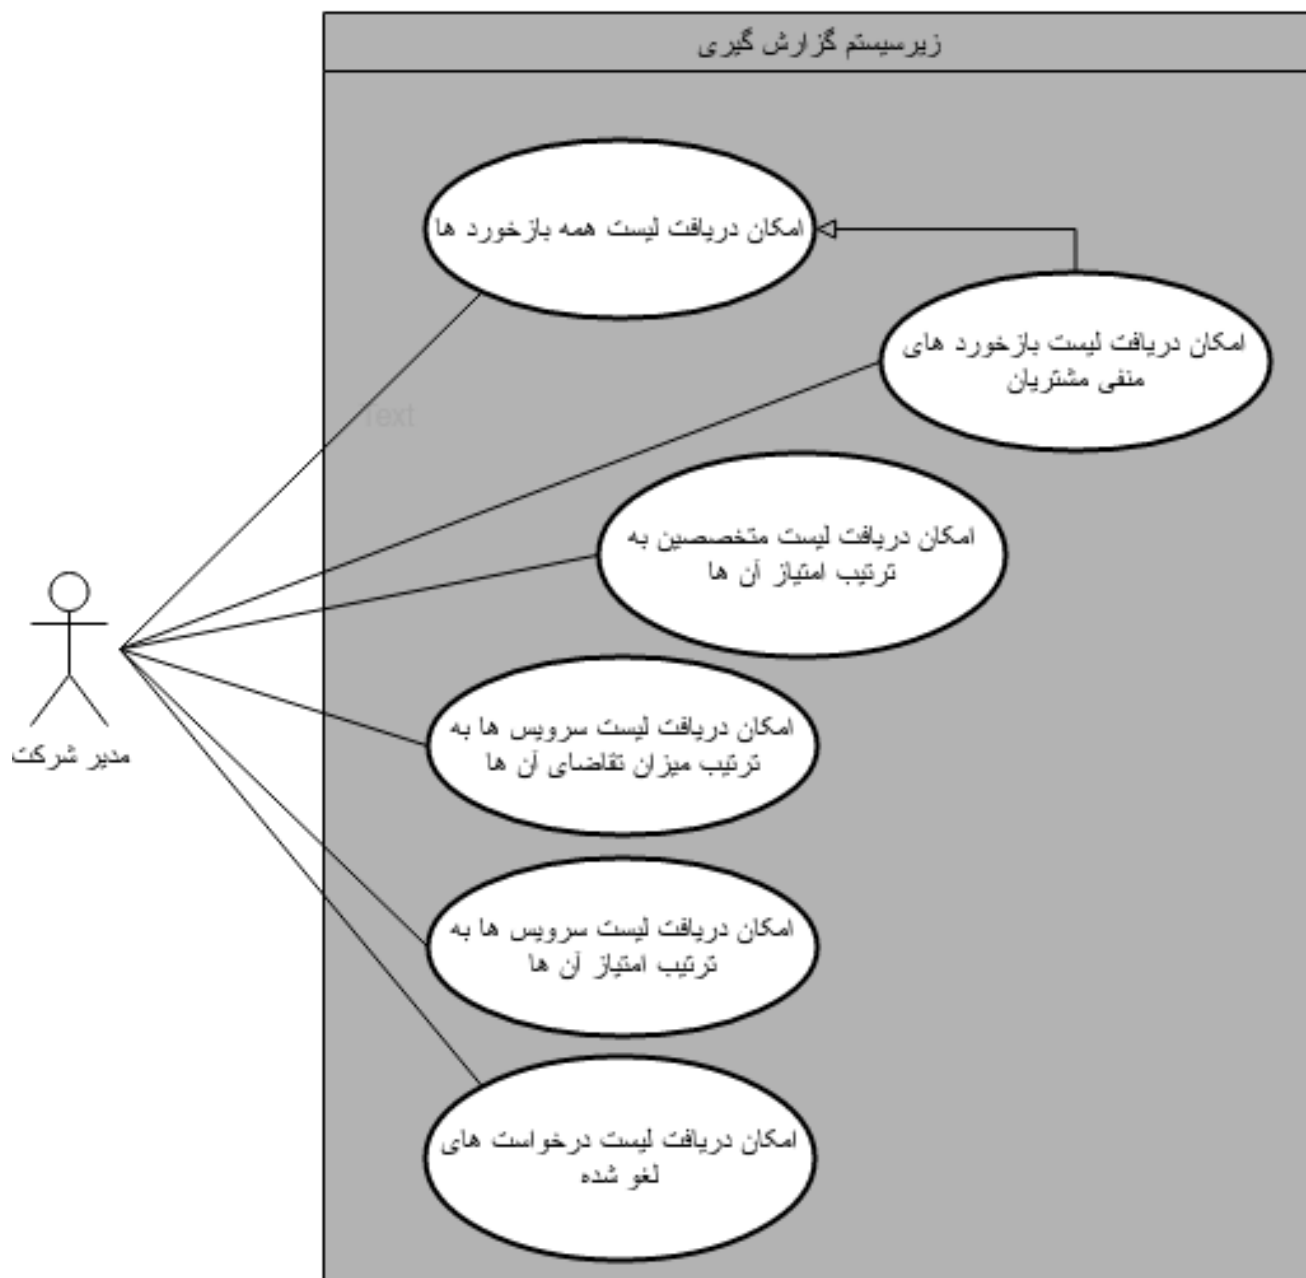 زیرسیستم گزارش گیری
امکان دریافت لیست همه بازخورد ها
امکان دریافت لیست بازخورد های
منفی مشتریان
Text
امکان دریافت لیست متخصصین به
ترتیب امتیاز آن ها
امکان دریافت لیست سرویس ها به
ترتیب میزان تقاضای آن ها
مدیر شرکت
امکان دریافت لیست سرویس ها به
ترتیب امتیاز آن ها
امکان دریافت لیست درخواست های
لغو شده